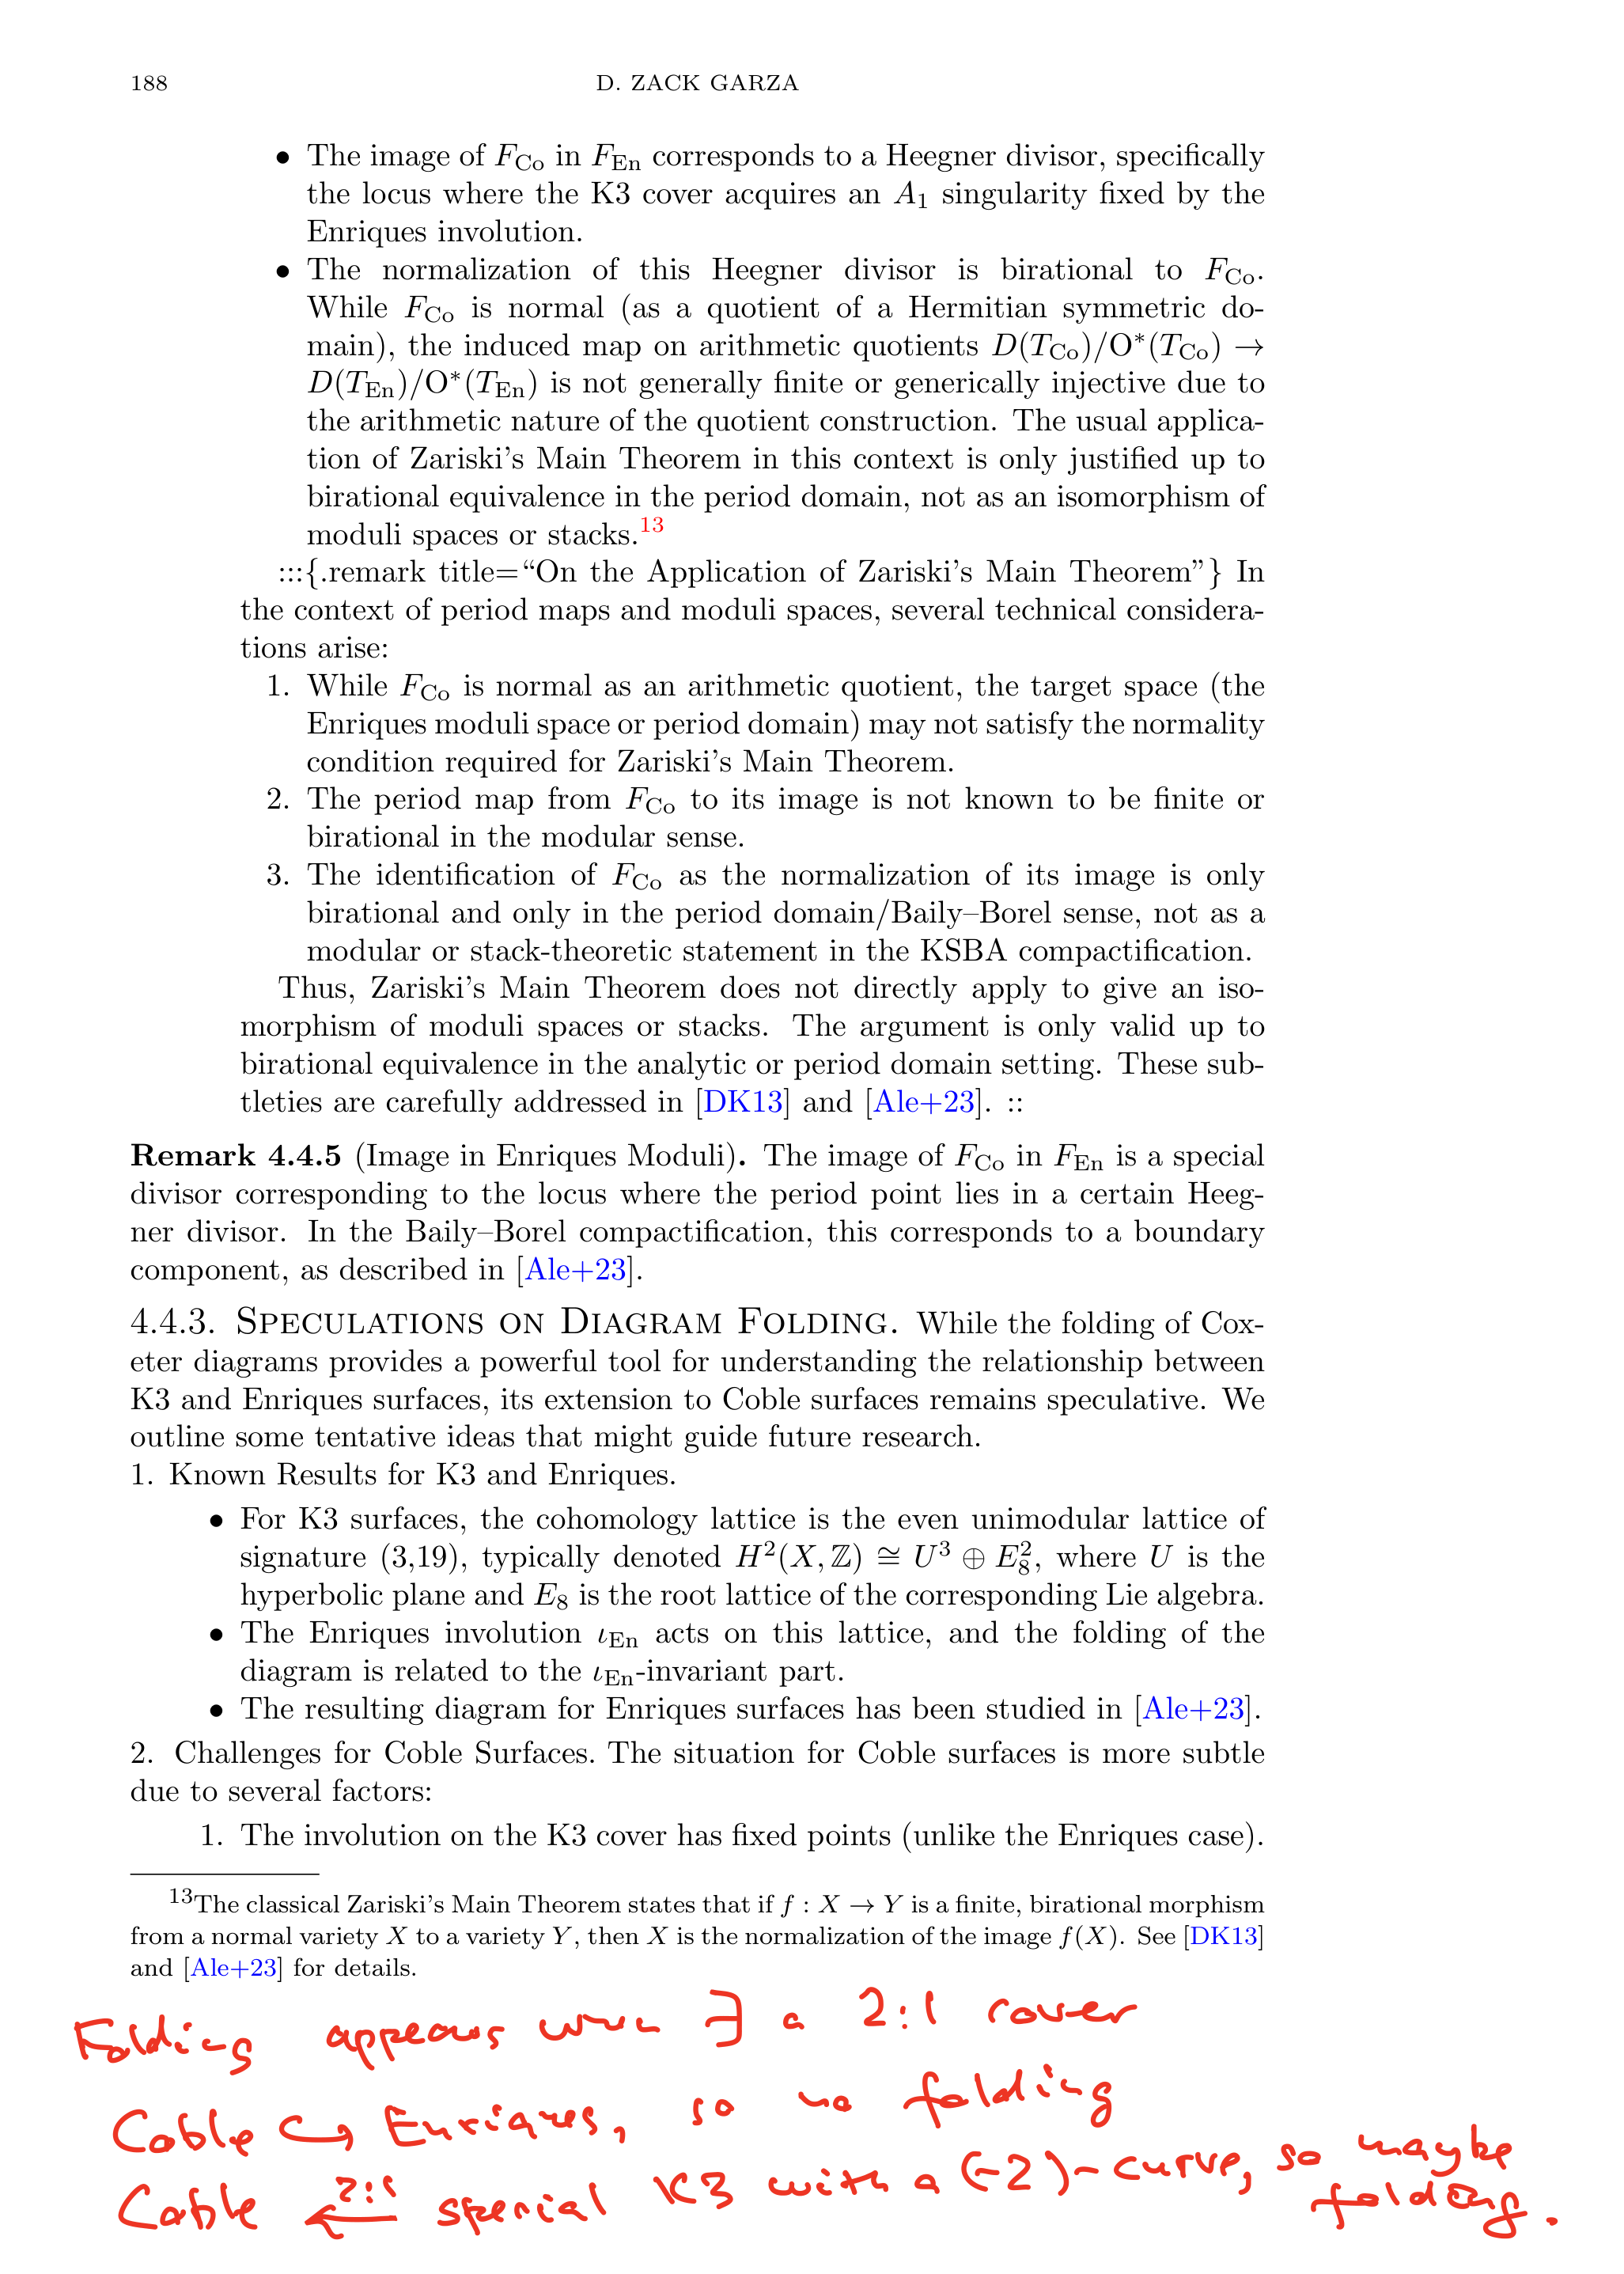 188 D. ZACK GARZA
• The image of F_Co in F_En corresponds to a Heegner divisor, specifically
the locus where the K3 cover acquires an A_1 singularity fixed by the
Enriques involution.
• The normalization of this Heegner divisor is birational to F_Co.
While F_Co is normal (as a quotient of a Hermitian symmetric do-
main), the induced map on arithmetic quotients D(T_Co)/O*(T_Co) →
D(T_En)/O*(T_En) is not generally finite or generically injective due to
the arithmetic nature of the quotient construction. The usual applica-
tion of Zariski's Main Theorem in this context is only justified up to
birational equivalence in the period domain, not as an isomorphism of
moduli spaces or stacks.^13
:::{.remark title="On the Application of Zariski's Main Theorem"} In
the context of period maps and moduli spaces, several technical considera-
tions arise:
1. While F_Co is normal as an arithmetic quotient, the target space (the
Enriques moduli space or period domain) may not satisfy the normality
condition required for Zariski's Main Theorem.
2. The period map from F_Co to its image is not known to be finite or
birational in the modular sense.
3. The identification of F_Co as the normalization of its image is only
birational and only in the period domain/Baily–Borel sense, not as a
modular or stack-theoretic statement in the KSBA compactification.
Thus, Zariski's Main Theorem does not directly apply to give an iso-
morphism of moduli spaces or stacks. The argument is only valid up to
birational equivalence in the analytic or period domain setting. These sub-
tleties are carefully addressed in [DK13] and [Ale+23]. ::
Remark 4.4.5 (Image in Enriques Moduli). The image of F_Co in F_En is a special
divisor corresponding to the locus where the period point lies in a certain Heeg-
ner divisor. In the Baily–Borel compactification, this corresponds to a boundary
component, as described in [Ale+23].
4.4.3. SPECULATIONS ON DIAGRAM FOLDING. While the folding of Cox-
eter diagrams provides a powerful tool for understanding the relationship between
K3 and Enriques surfaces, its extension to Coble surfaces remains speculative. We
outline some tentative ideas that might guide future research.
1. Known Results for K3 and Enriques.
• For K3 surfaces, the cohomology lattice is the even unimodular lattice of
signature (3,19), typically denoted H²(X, ℤ) ≅ U³ ⊕ E₈², where U is the
hyperbolic plane and E₈ is the root lattice of the corresponding Lie algebra.
• The Enriques involution ι_En acts on this lattice, and the folding of the
diagram is related to the ι_En-invariant part.
• The resulting diagram for Enriques surfaces has been studied in [Ale+23].
2. Challenges for Coble Surfaces. The situation for Coble surfaces is more subtle
due to several factors:
1. The involution on the K3 cover has fixed points (unlike the Enriques case).
^13The classical Zariski's Main Theorem states that if f : X → Y is a finite, birational morphism
from a normal variety X to a variety Y, then X is the normalization of the image f(X). See [DK13]
and [Ale+23] for details.
Folding appears when ∃ a 2:1 cover
Coble ↪ Enriques, so no folding
Coble ←2:1 special K3 with a (-2)-curve, so maybe
folding.